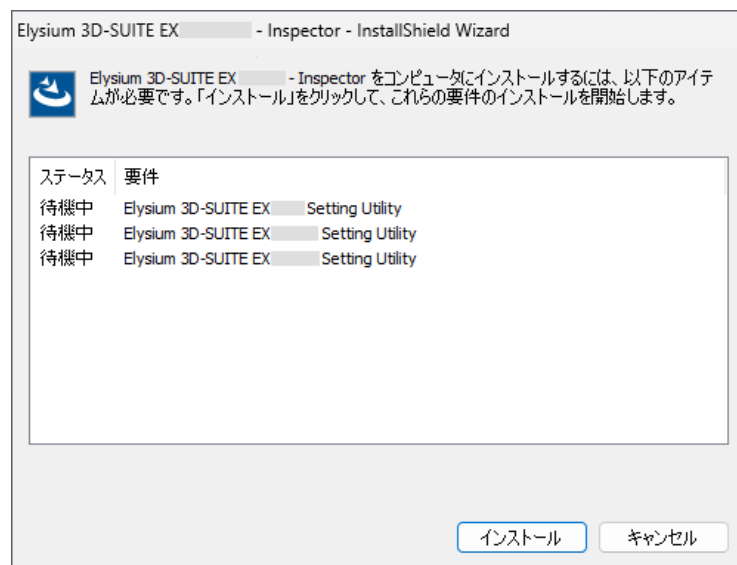 Elysium 3D-SUITE EX - Inspector - InstallShield Wizard
Elysium 3D-SUITE EX - Inspector をコンピュータにインストールするには、以下のアイテ
ムが必要です。「インストール」をクリックして、これらの要件のインストールを開始します。
ステータス 要件
待機中 Elysium 3D-SUITE EX Setting Utility
待機中 Elysium 3D-SUITE EX Setting Utility
待機中 Elysium 3D-SUITE EX Setting Utility
インストール キャンセル